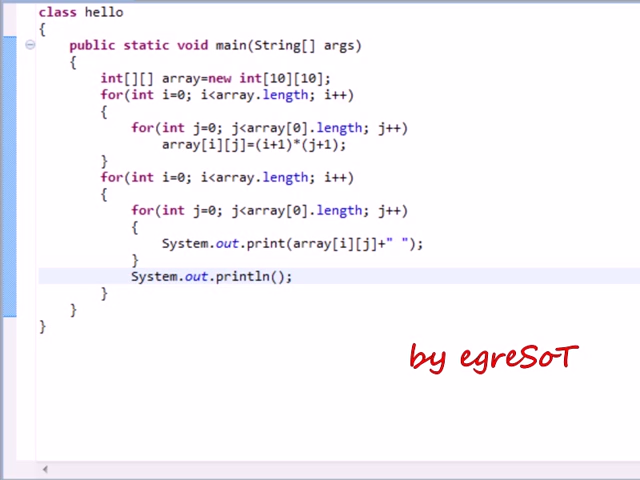 class hello
{
public static void main(String[] args)
{
int[][] array=new int[10][10];
for(int i=0; i<array.length; i++)
{
for(int j=0; j<array[0].length; j++)
array[i][j]=(i+1)*(j+1);
}
for(int i=0; i<array.length; i++)
{
for(int j=0; j<array[0].length; j++)
{
System.out.print(array[i][j]+" ");
}
System.out.println();
}
}
}
by egreSoT